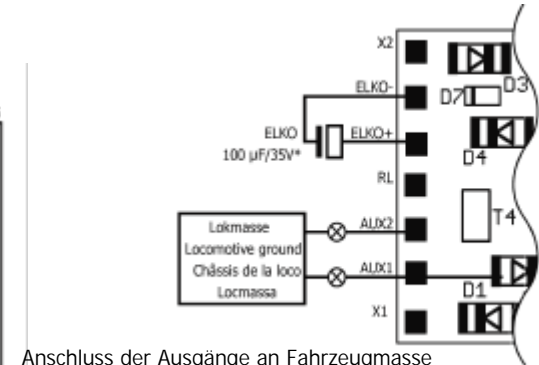 X2
ELKO-
D7
D3
ELKO
ELKO+
100 µF/35V*
D4
RL
T4
Lokmasse
AUX2
Locomotive ground
Châssis de la loco
AUX1
Locmassa
D1
X1
Anschluss der Ausgänge an Fahrzeugmasse